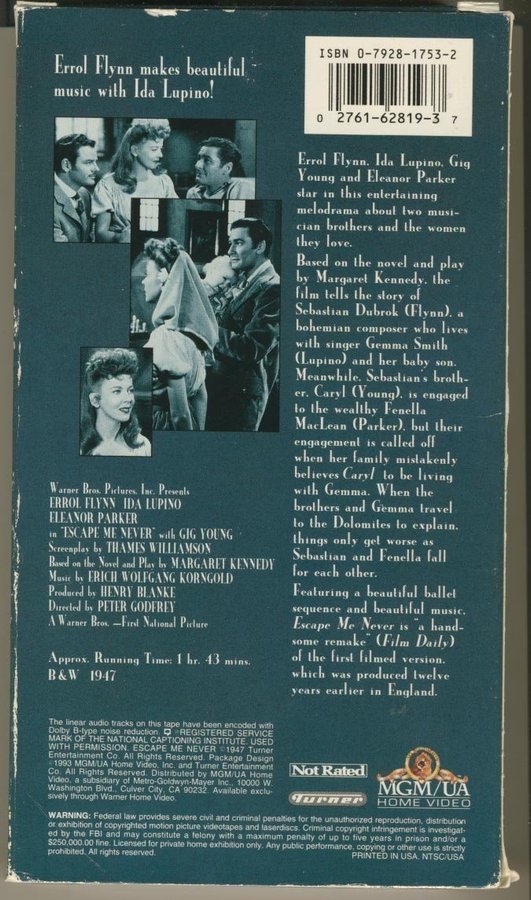 Errol Flynn makes beautiful
music with Ida Lupino!
ISBN 0-7928-1753-2
0 27616-2819-3 7
Errol Flynn, Ida Lupino, Gig
Young and Eleanor Parker
star in this entertaining
melodrama about two musi-
cian brothers and the women
they love.
Based on the novel and play
by Margaret Kennedy, the
film tells the story of
Sebastian Dubrok (Flynn), a
bohemian composer who lives
with singer Gemma Smith
(Lupino) and her baby son.
Meanwhile, Sebastian's broth-
er, Caryl (Young), is engaged
to the wealthy Fenella
MacLean (Parker), but their
engagement is called off
when her family mistakenly
believes Caryl to be living
with Gemma. When the
brothers and Gemma travel
to the Dolomites to explain,
things only get worse as
Sebastian and Fenella fall
for each other.
Featuring a beautiful ballet
sequence and beautiful music,
Escape Me Never is "a hand-
some remake" (Film Daily)
of the first filmed version,
which was produced twelve
years earlier in England.
Warner Bros. Pictures, Inc. Presents
ERROL FLYNN IDA LUPINO
ELEANOR PARKER
in "ESCAPE ME NEVER" with GIG YOUNG
Screenplay by THAMES WILLIAMSON
Based on the Novel and Play by MARGARET KENNEDY
Music by ERICH WOLFGANG KORNGOLD
Produced by HENRY BLANKE
Directed by PETER GODFREY
A Warner Bros.—First National Picture
Approx. Running Time: 1 hr. 43 mins.
B&W 1947
The linear audio tracks on this tape have been encoded with
Dolby B-type noise reduction. ®REGISTERED SERVICE
MARK OF THE NATIONAL CAPTIONING INSTITUTE. USED
WITH PERMISSION. ESCAPE ME NEVER ©1947 Turner
Entertainment Co. All Rights Reserved. Package Design
©1993 MGM/UA Home Video, Inc. and Turner Entertainment
Co. All Rights Reserved. Distributed by MGM/UA Home
Video, a subsidiary of Metro-Goldwyn-Mayer Inc., 10000 W.
Washington Blvd., Culver City, CA 90232. Available exclu-
sively through Warner Home Video.
Not Rated
Turner
MGM/UA
HOME VIDEO
WARNING: Federal law provides severe civil and criminal penalties for the unauthorized reproduction, distribution
or exhibition of copyrighted motion picture videotapes and laserdiscs. Criminal copyright infringement is investigat-
ed by the FBI and may constitute a felony with a maximum penalty of up to five years in prison and/or a
$250,000.00 fine. Licensed for private home exhibition only. Any public performance, copying or other use is strictly
prohibited. All rights reserved.
PRINTED IN USA. NTSC/USA